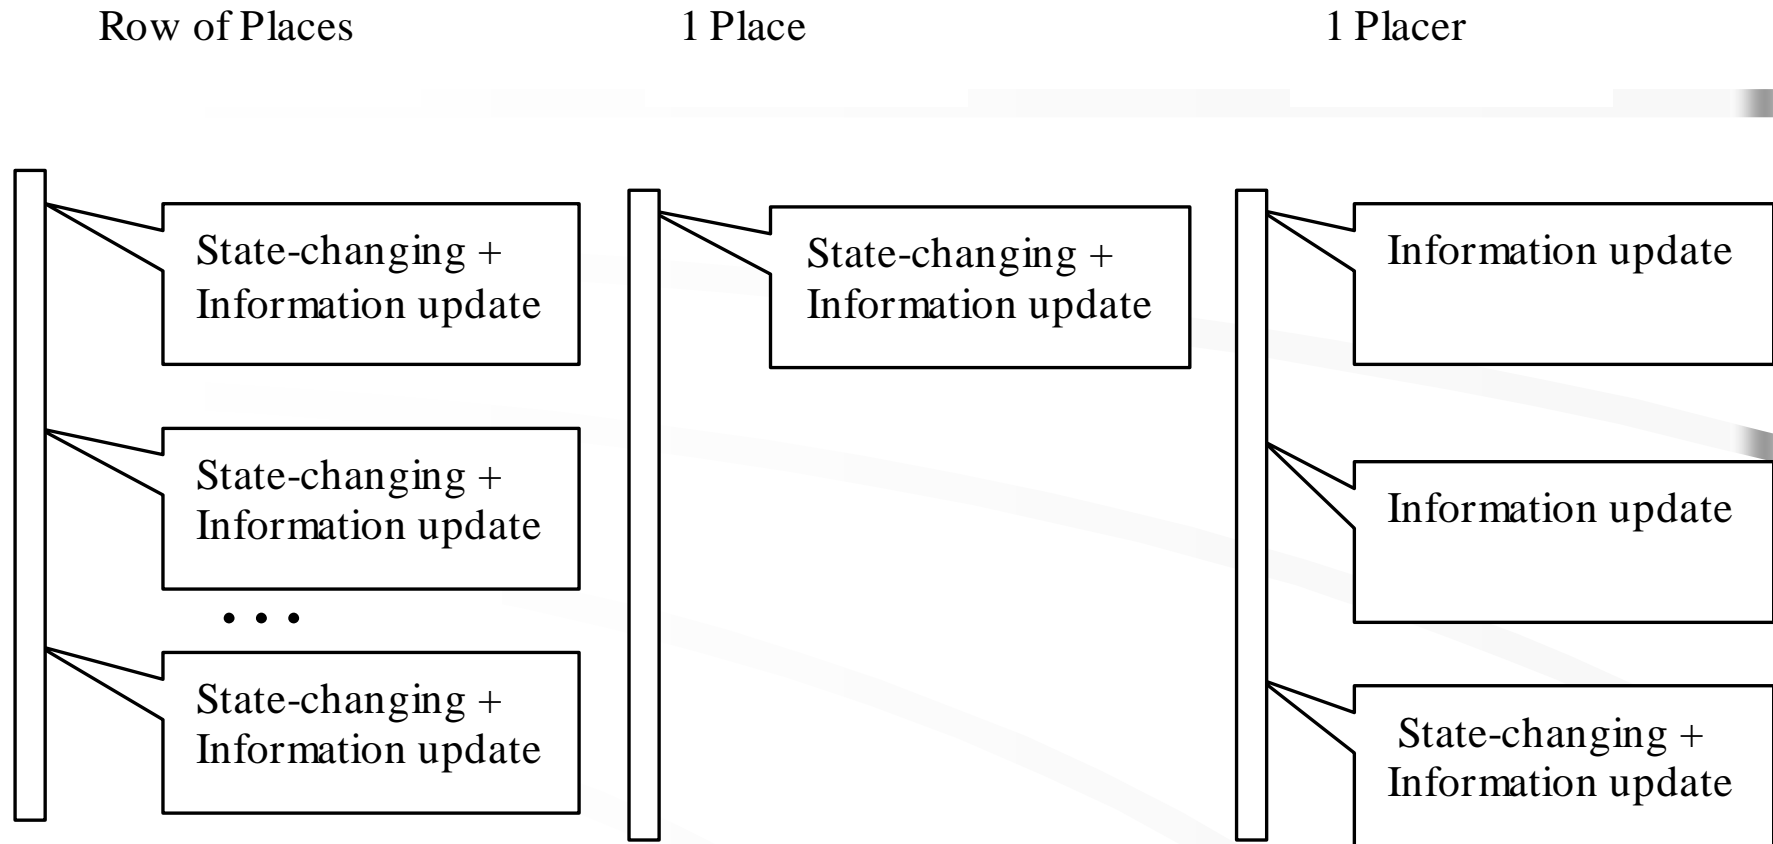 Row of Places
1 Place
1 Placer
State-changing +
Information update
State-changing +
Information update
. . .
State-changing +
Information update
State-changing +
Information update
Information update
Information update
State-changing +
Information update